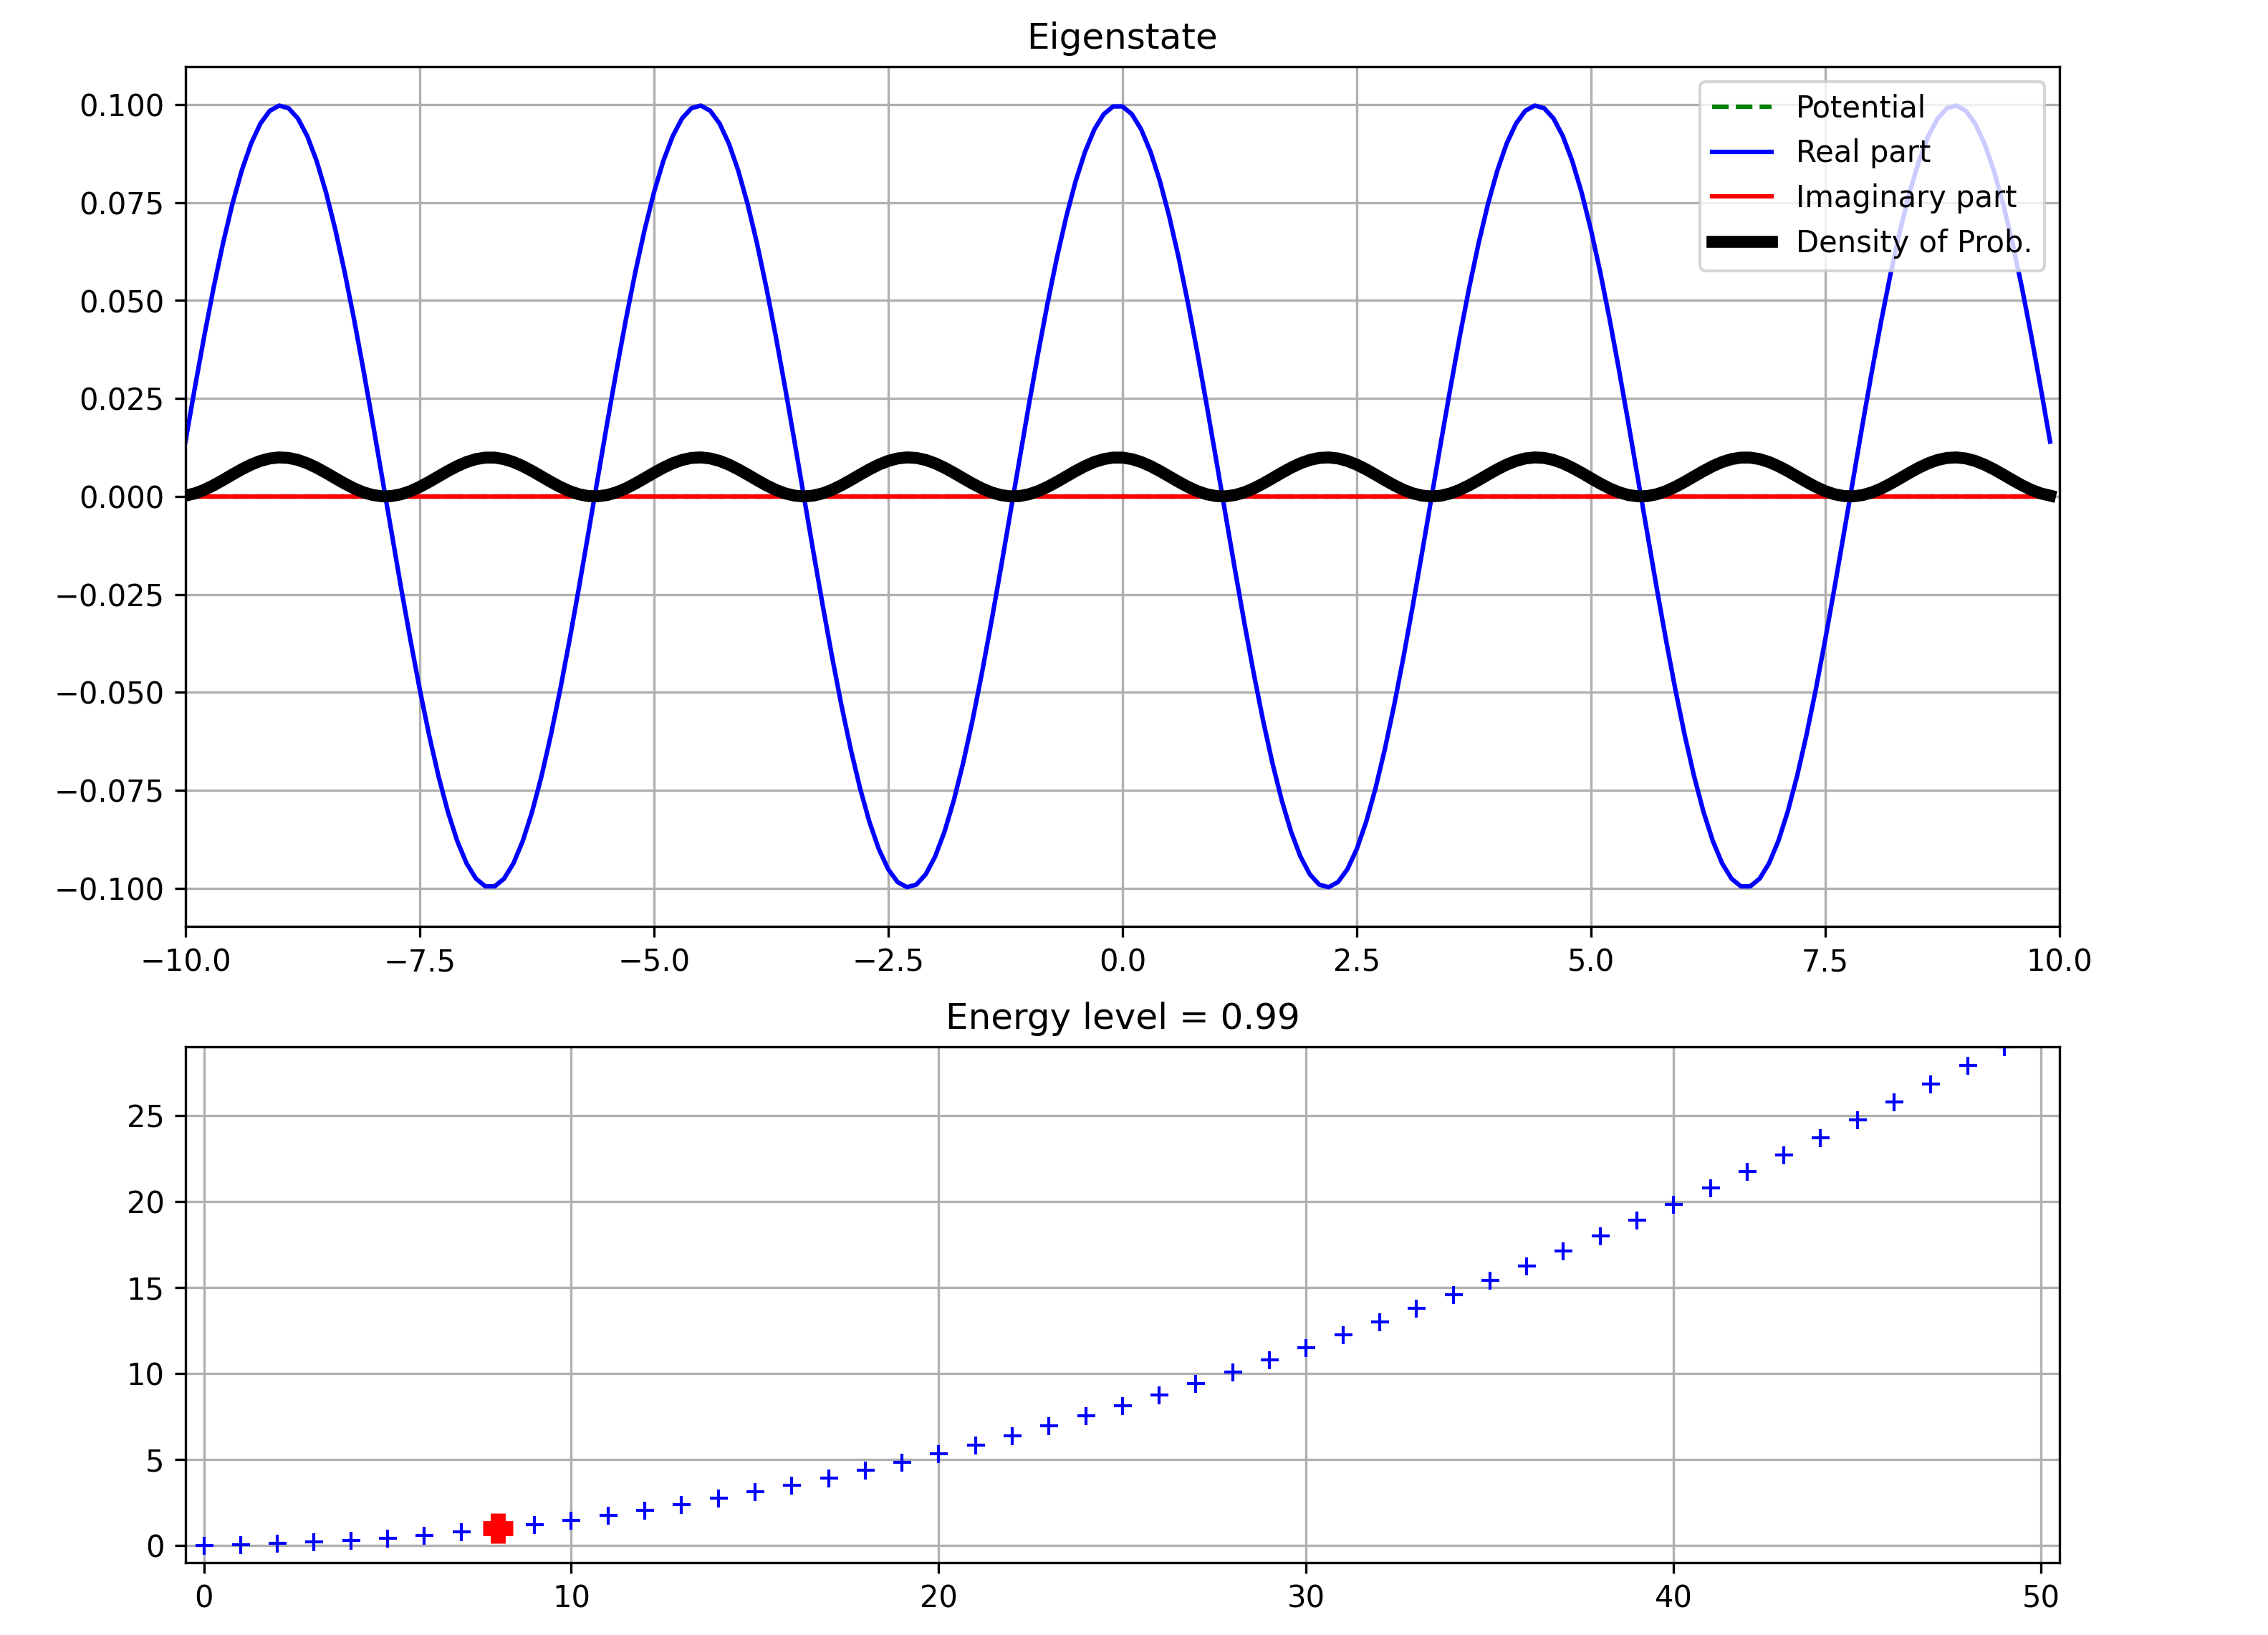 Eigenstate
0.100
0.075
0.050
0.025
0.000
−0.025
−0.050
−0.075
−0.100
Potential
Real part
Imaginary part
Density of Prob.
−10.0 −7.5 −5.0 −2.5 0.0 2.5 5.0 7.5 10.0
Energy level = 0.99
25
20
15
10
5
0
0 10 20 30 40 50